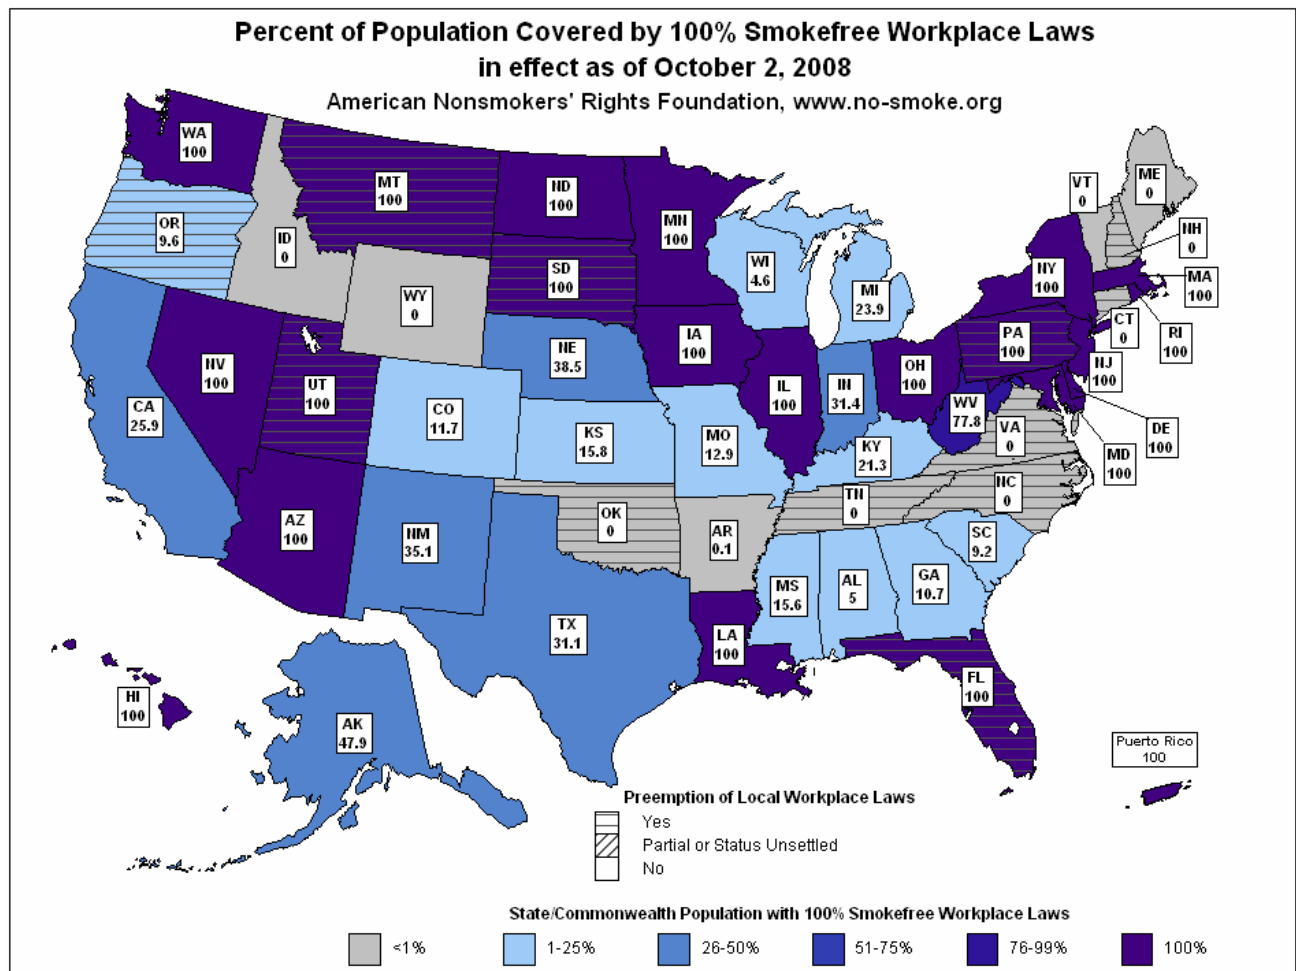 Percent of Population Covered by 100% Smokefree Workplace Laws
in effect as of October 2, 2008
American Nonsmokers' Rights Foundation, www.no-smoke.org
WA
100
MT
100
ND
100
MN
100
VT
0
ME
0
OR
9.6
ID
0
SD
100
WI
4.6
MI
23.9
NY
100
NH
0
MA
100
WY
0
IA
100
PA
100
CT
0
RI
100
NV
100
UT
100
NE
38.5
IL
100
IN
31.4
OH
100
NJ
100
CA
25.9
CO
11.7
KS
15.8
MO
12.9
KY
21.3
WV
77.8
VA
0
DE
100
MD
100
AZ
100
NM
35.1
OK
0
AR
0.1
TN
0
NC
0
SC
9.2
MS
15.6
AL
5
GA
10.7
TX
31.1
LA
100
FL
100
HI
100
AK
47.9
Puerto Rico
100
Preemption of Local Workplace Laws
Yes
Partial or Status Unsettled
No
State/Commonwealth Population with 100% Smokefree Workplace Laws
<1%
1-25%
26-50%
51-75%
76-99%
100%